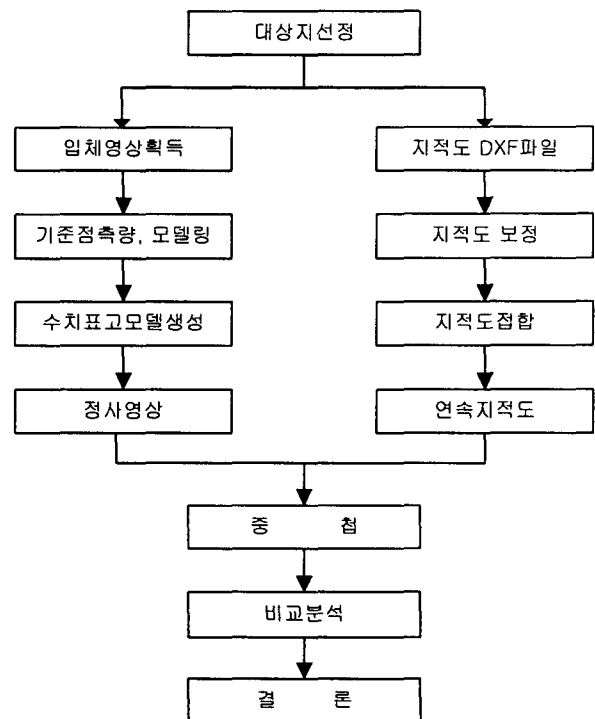 대상지선정
입체영상획득
지적도 DXF파일
기준점측량, 모델링
지적도 보정
수치표고모델생성
지적도접합
정사영상
연속지적도
중 첩
비교분석
결 론